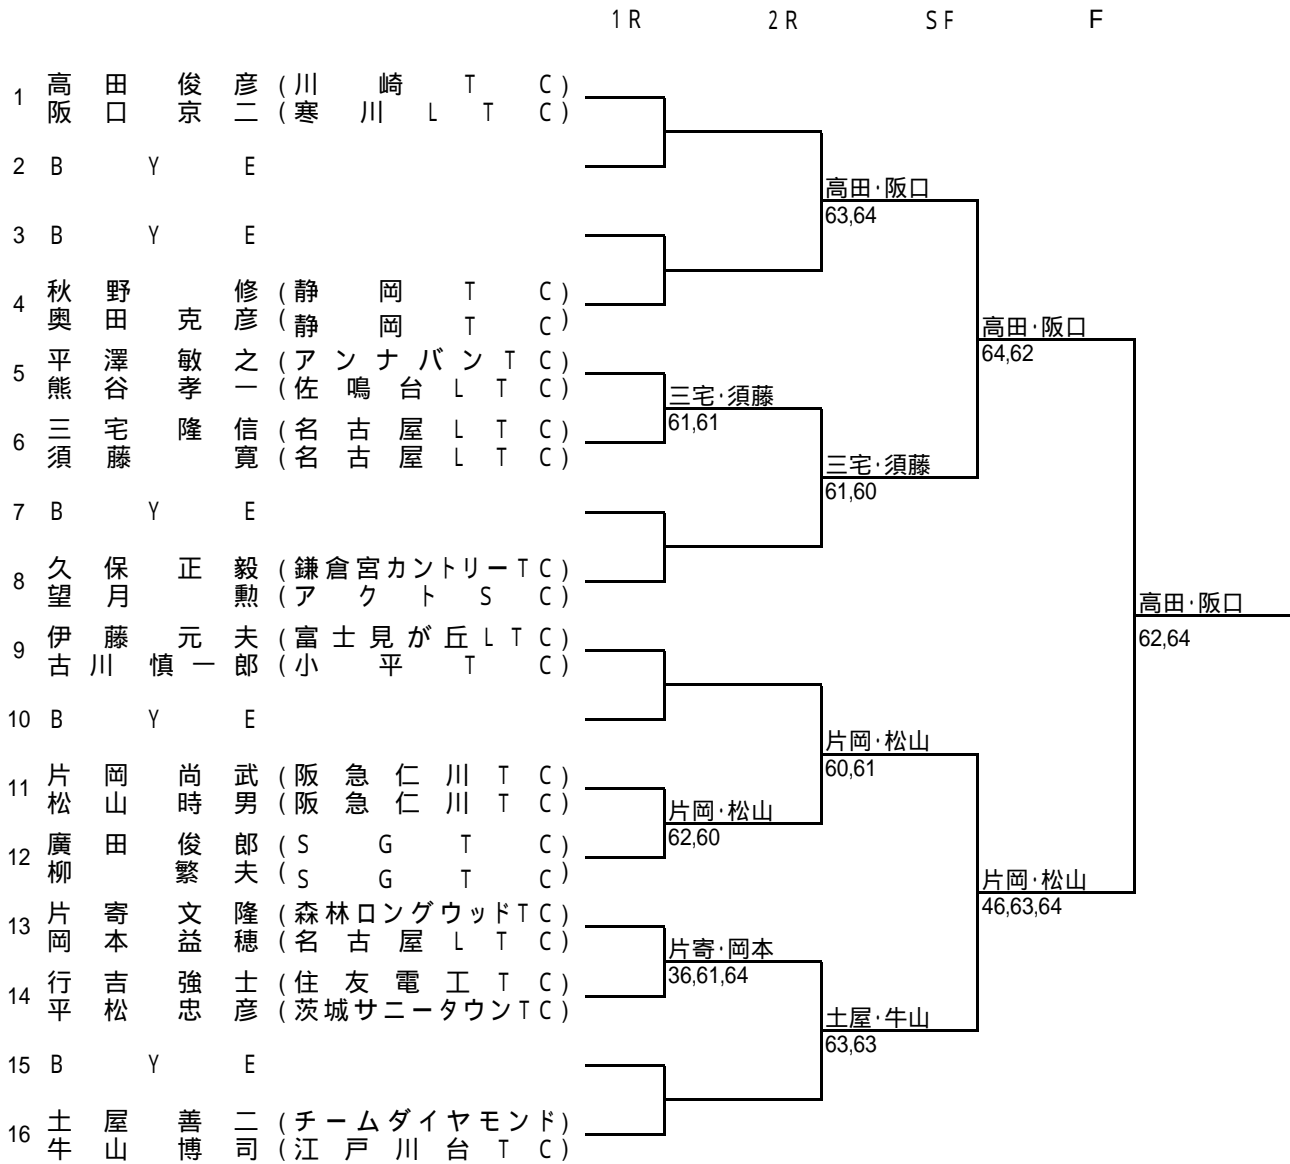 1R 2R SF F
1 高田 俊彦 (川崎TC)
阪口 京二 (寒川LTC)
2 BYE
高田・阪口
63,64
3 BYE
4 秋野 修 (静岡TC)
奥田 克彦 (静岡TC)
高田・阪口
64,62
5 平澤 敏之 (アンナバンTC)
熊谷 孝一 (佐鳴台LTC)
三宅・須藤
61,61
6 三宅 隆信 (名古屋LTC)
須藤 寛 (名古屋LTC)
三宅・須藤
61,60
7 BYE
8 久保 正毅 (鎌倉宮カントリーTC)
望月 勲 (アクトSC)
高田・阪口
62,64
9 伊藤 元夫 (富士見が丘LTC)
古川 慎一郎 (小平TC)
10 BYE
片岡・松山
60,61
11 片岡 尚武 (阪急仁川TC)
松山 時男 (阪急仁川TC)
片岡・松山
62,60
12 廣田 俊郎 (SGTC)
柳 繁夫 (SGTC)
片岡・松山
46,63,64
13 片寄 文隆 (森林ロングウッドTC)
岡本 益穂 (名古屋LTC)
片寄・岡本
36,61,64
14 行吉 強士 (住友電工TC)
平松 忠彦 (茨城サニータウンTC)
土屋・牛山
63,63
15 BYE
16 土屋 善二 (チームダイヤモンド)
牛山 博司 (江戸川台TC)